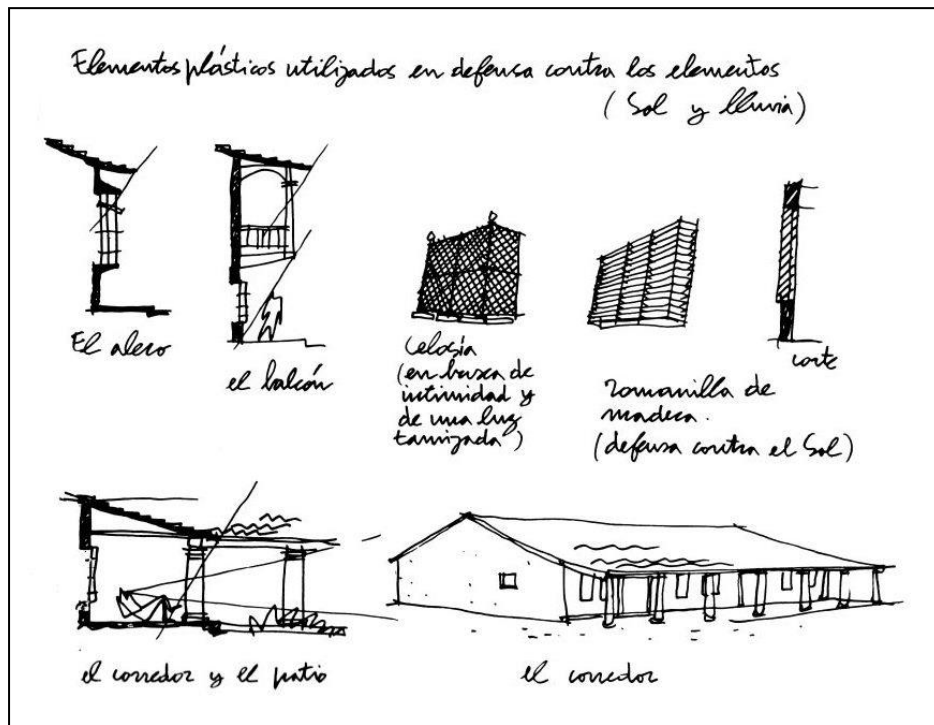 Elementos plásticos utilizados en defensa contra los elementos
(Sol y lluvia)
El alero
el balcón
celosía
(en busca de
intimidad y
de una luz
tamizada)
romanilla de
madera.
(defensa contra el Sol)
corte
el corredor y el patio
el corredor